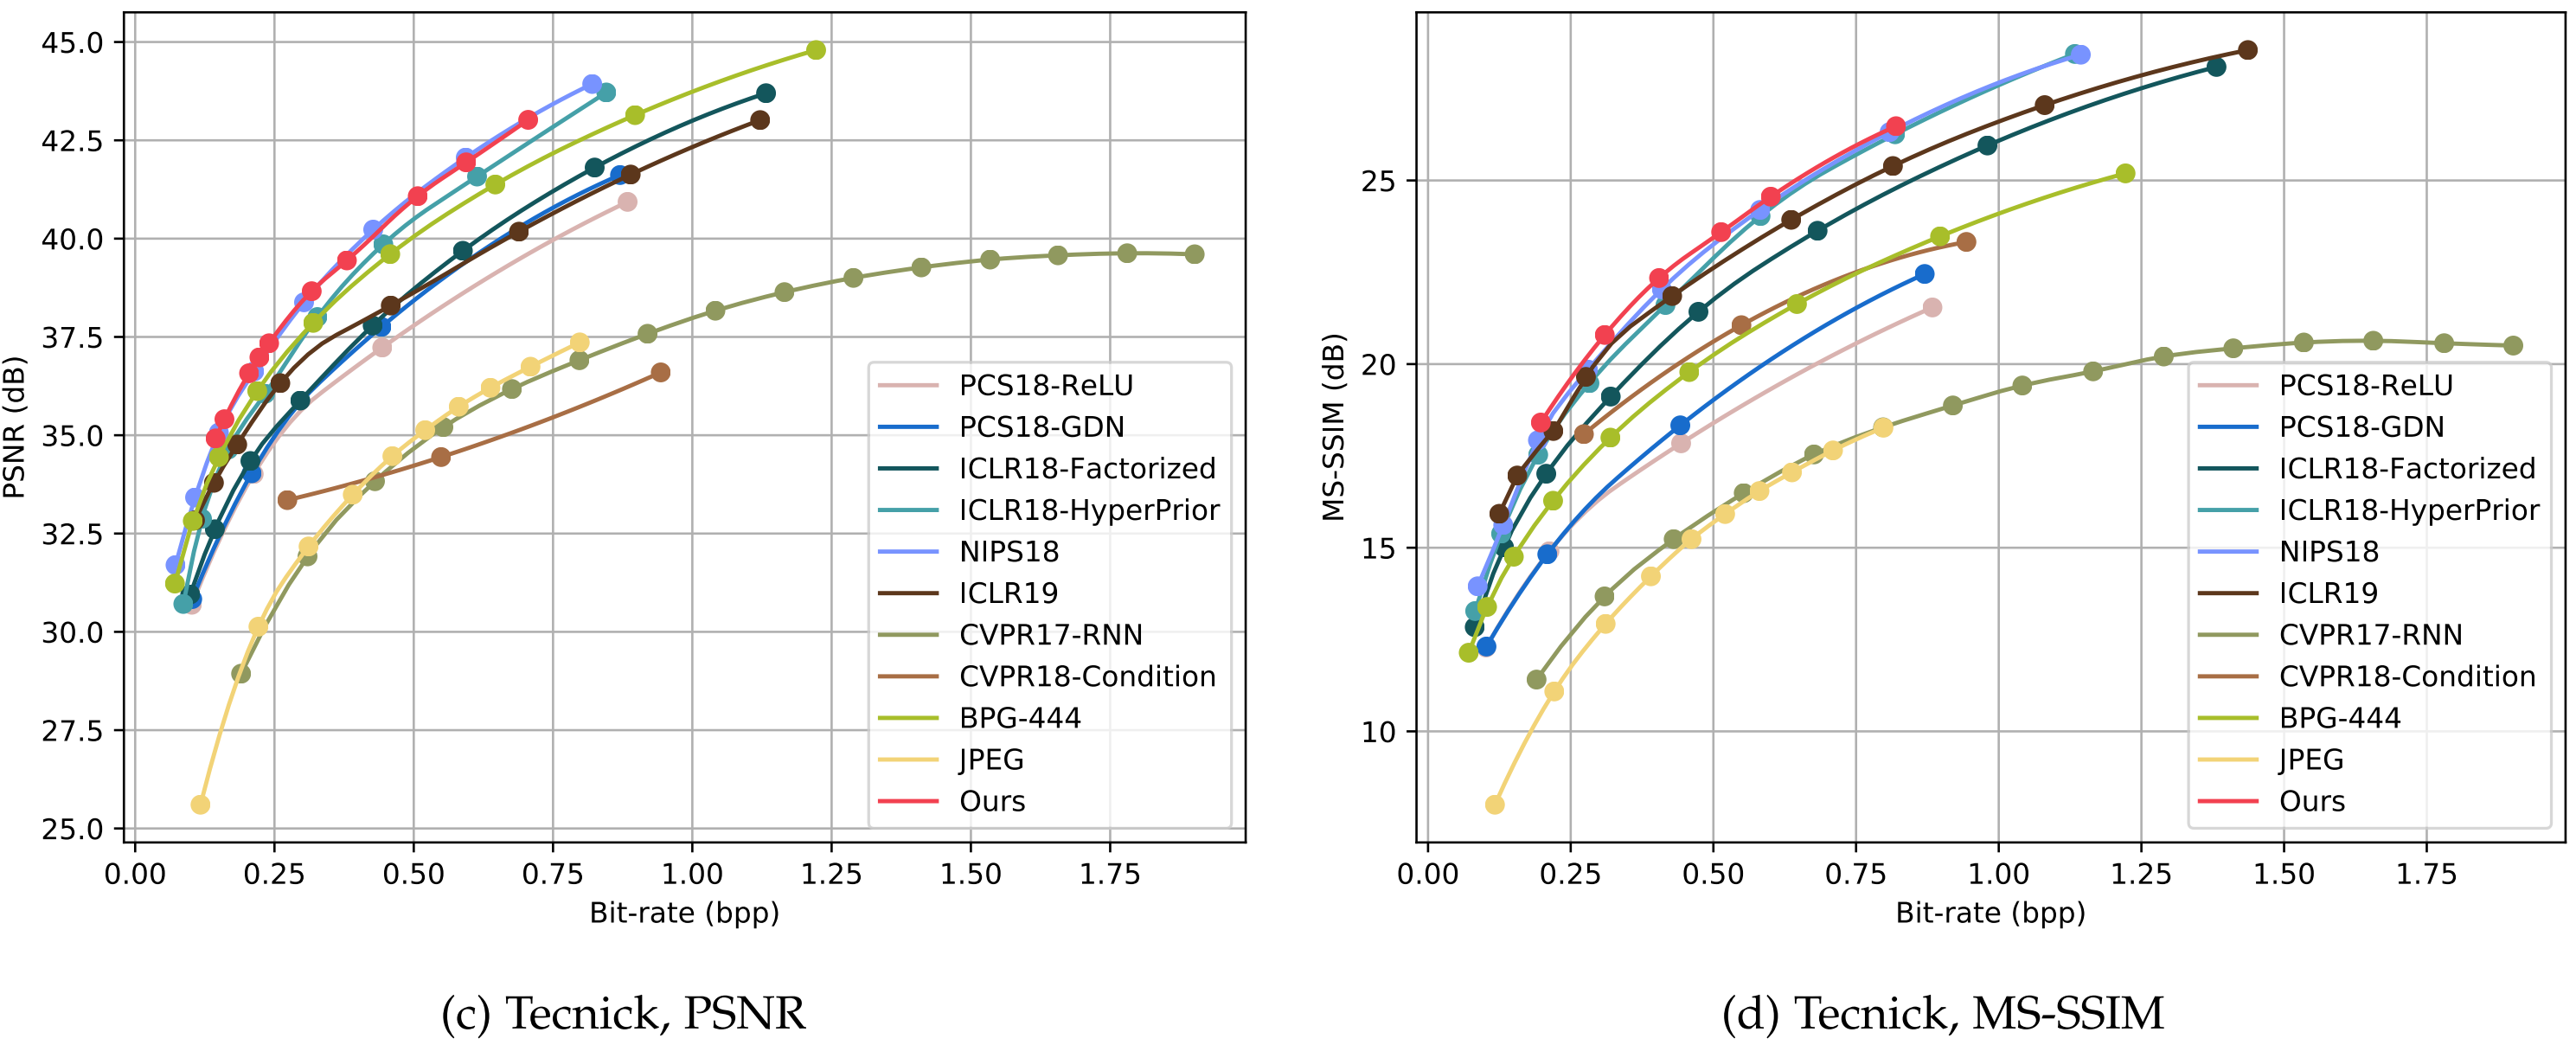 45.0
42.5
40.0
37.5
35.0
32.5
30.0
27.5
25.0
PSNR (dB)
0.00 0.25 0.50 0.75 1.00 1.25 1.50 1.75
Bit-rate (bpp)
PCS18-ReLU
PCS18-GDN
ICLR18-Factorized
ICLR18-HyperPrior
NIPS18
ICLR19
CVPR17-RNN
CVPR18-Condition
BPG-444
JPEG
Ours
(c) Tecnick, PSNR
25
20
15
10
MS-SSIM (dB)
0.00 0.25 0.50 0.75 1.00 1.25 1.50 1.75
Bit-rate (bpp)
PCS18-ReLU
PCS18-GDN
ICLR18-Factorized
ICLR18-HyperPrior
NIPS18
ICLR19
CVPR17-RNN
CVPR18-Condition
BPG-444
JPEG
Ours
(d) Tecnick, MS-SSIM